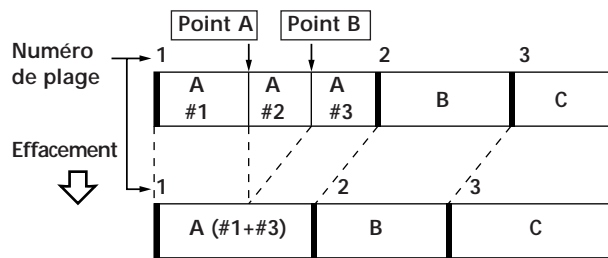 Point A Point B
Numéro de plage
1 2 3
A #1 A #2 A #3 B C
Effacement
1 2 3
A (#1+#3) B C